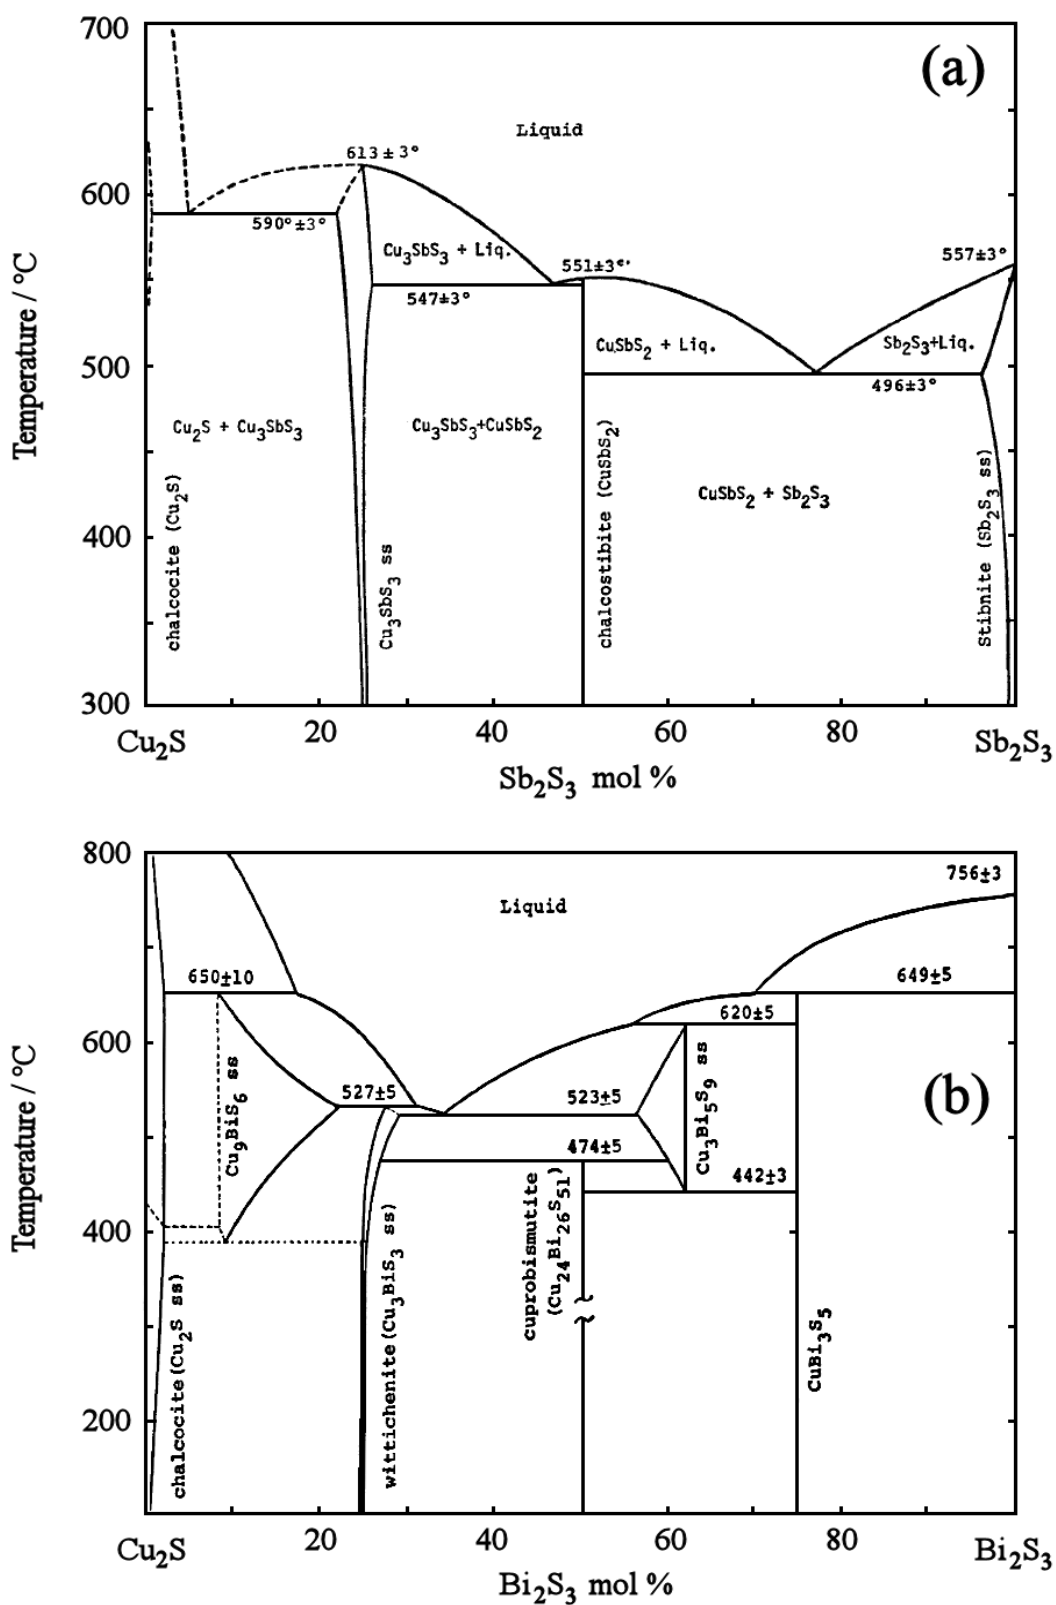 (a)
700
600
500
400
300
Temperature / °C
Liquid
613 ± 3°
590°±3°
Cu₃SbS₃ + Liq.
547±3°
551±3°
557±3°
CuSbS₂ + Liq.
Sb₂S₃+Liq.
496±3°
Cu₂S + Cu₃SbS₃
Cu₃SbS₃+CuSbS₂
CuSbS₂ + Sb₂S₃
chalcocite (Cu₂S)
Cu₃SbS₃ ss
chalcostibite (CuSbS₂)
Stibnite (Sb₂S₃ ss)
Cu₂S
20
40
60
80
Sb₂S₃
Sb₂S₃ mol %
(b)
800
600
400
200
Temperature / °C
Liquid
756±3
650±10
649±5
620±5
527±5
523±5
474±5
442±3
Cu₉BiS₆ ss
Cu₃Bi₅S₉ ss
chalcocite(Cu₂S ss)
wittichenite(Cu₃BiS₃ ss)
cuprobismutite
(Cu₂₄Bi₂₆S₅₁)
CuBi₃S₅
Cu₂S
20
40
60
80
Bi₂S₃
Bi₂S₃ mol %